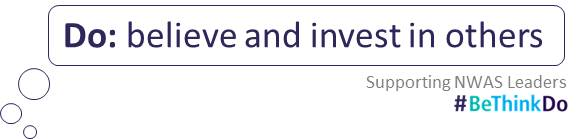 Do: believe and invest in others
Supporting NWAS Leaders
#BeThinkDo